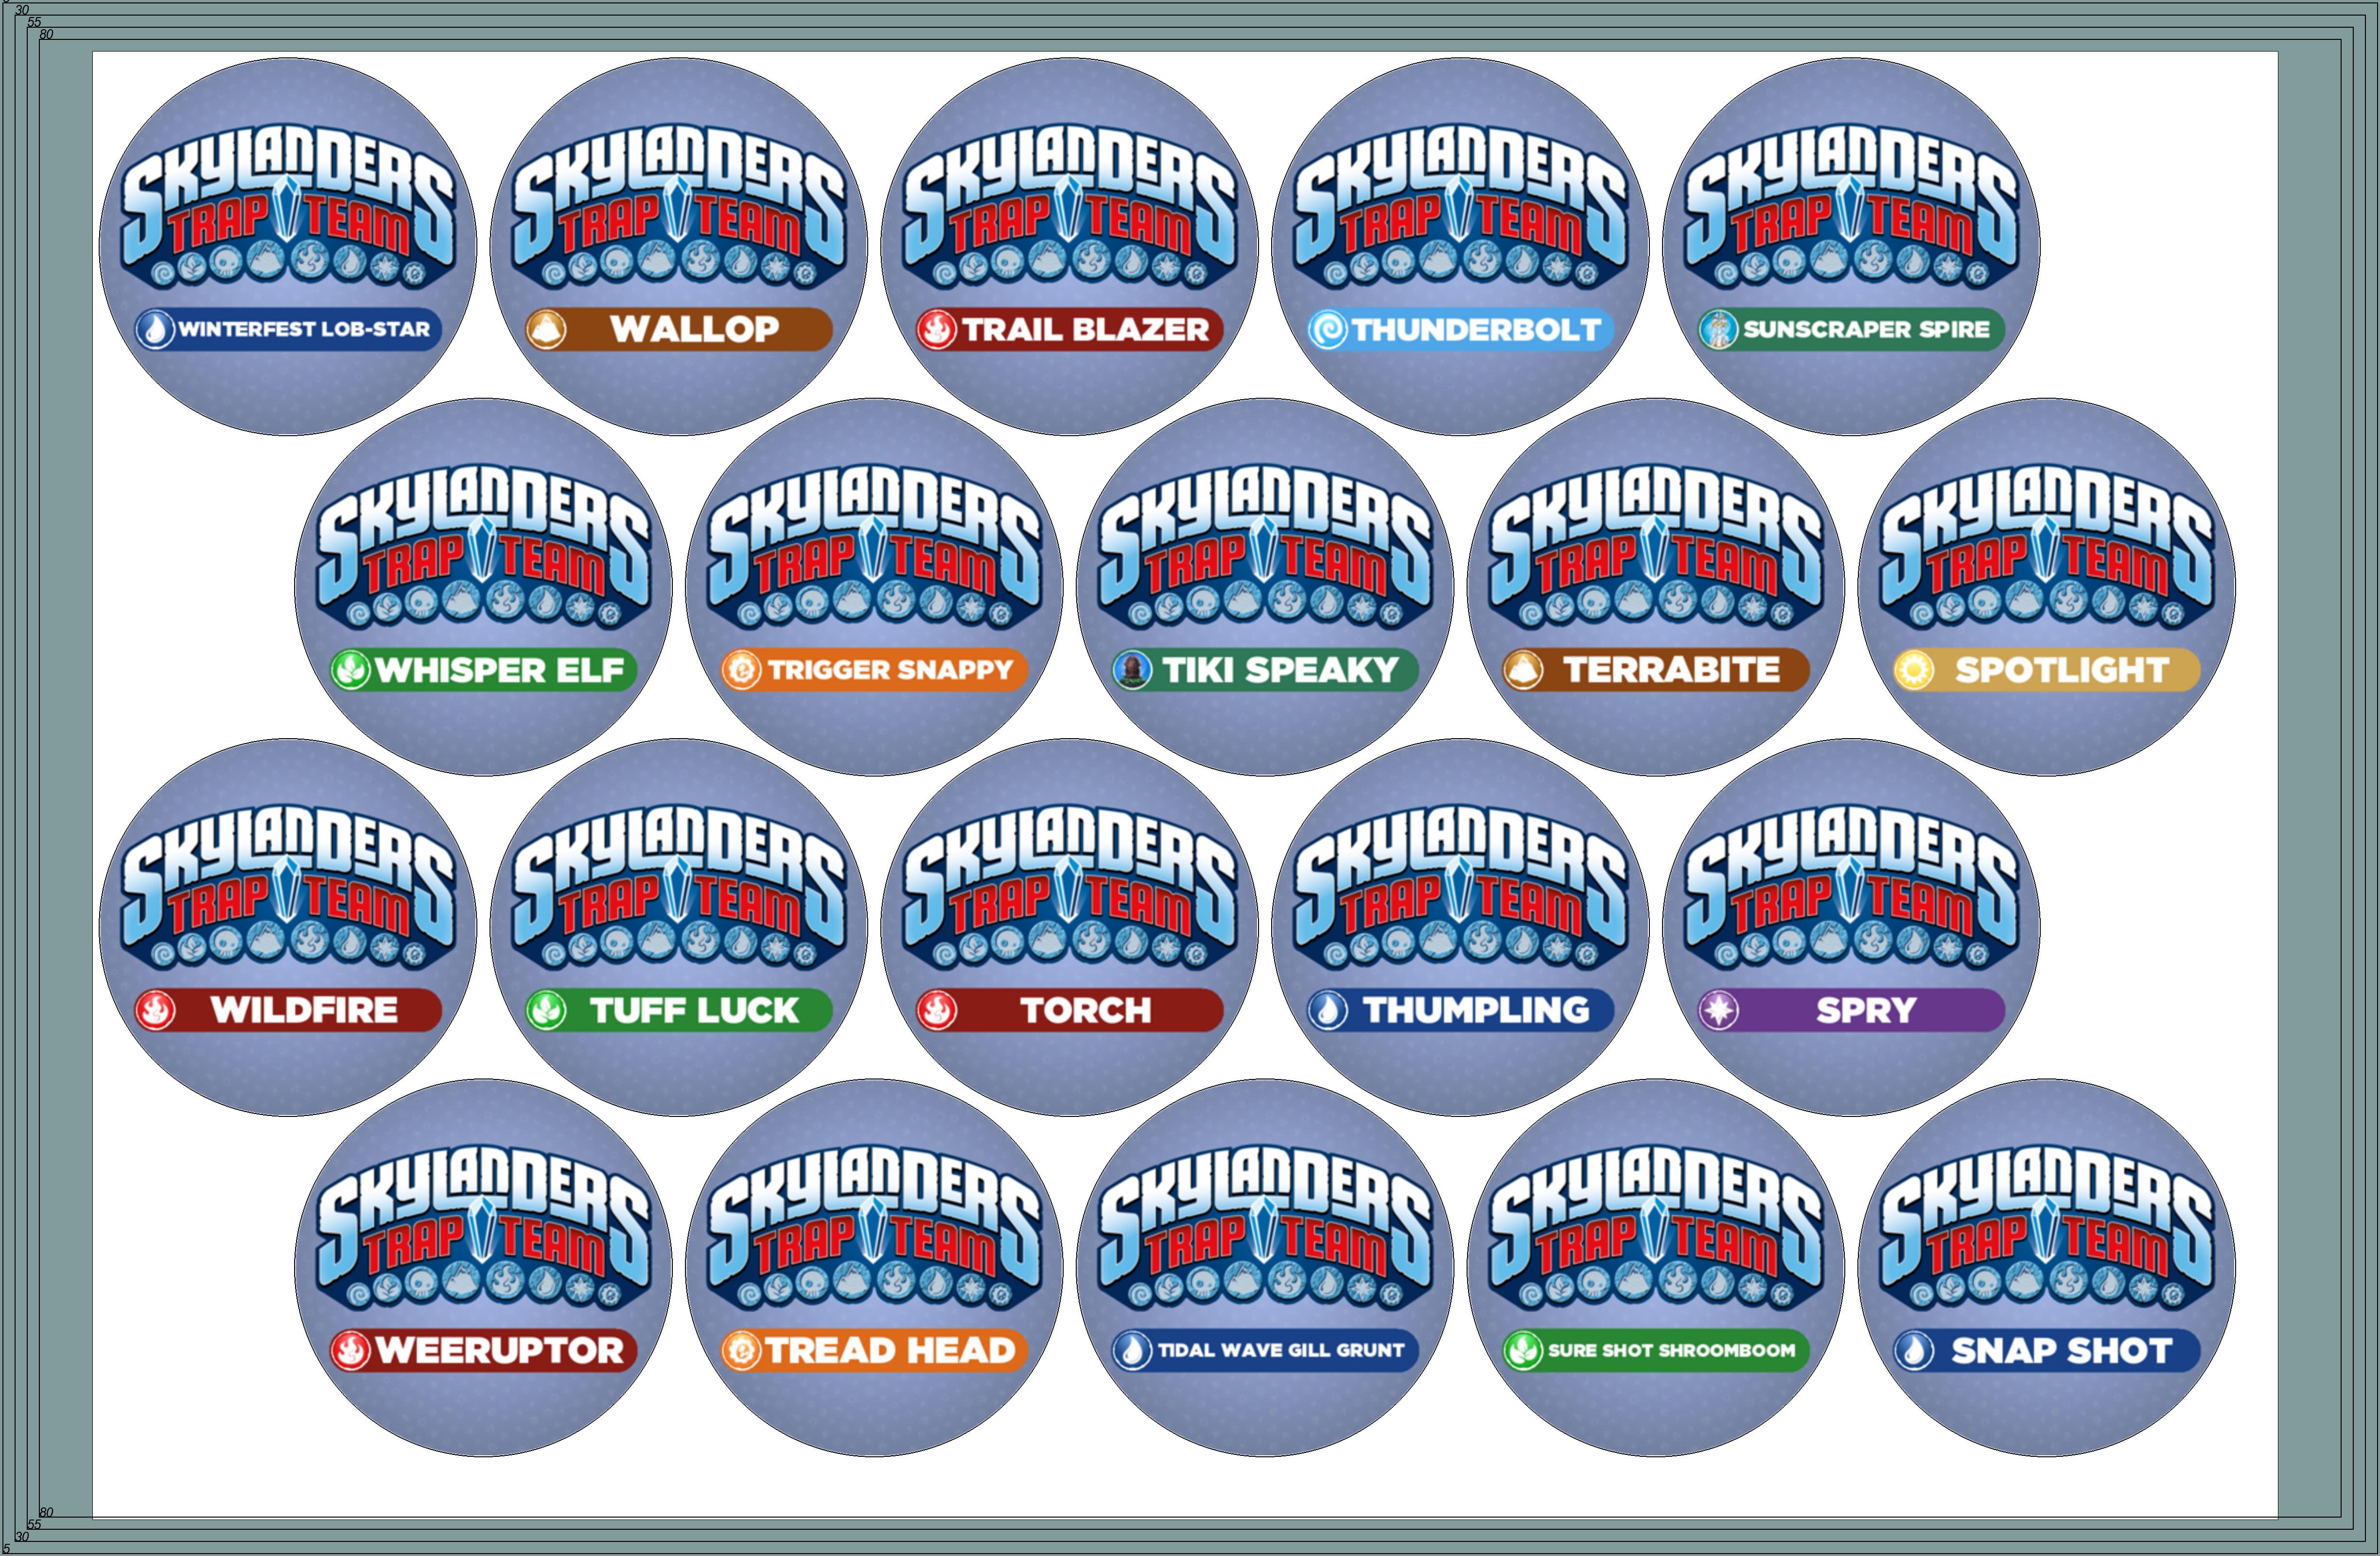 30
55
80
SKYLANDERS
TRAP TEAM
WINTERFEST LOB-STAR
SKYLANDERS
TRAP TEAM
WALLOP
SKYLANDERS
TRAP TEAM
TRAIL BLAZER
SKYLANDERS
TRAP TEAM
THUNDERBOLT
SKYLANDERS
TRAP TEAM
SUNSCRAPER SPIRE
SKYLANDERS
TRAP TEAM
WHISPER ELF
SKYLANDERS
TRAP TEAM
TRIGGER SNAPPY
SKYLANDERS
TRAP TEAM
TIKI SPEAKY
SKYLANDERS
TRAP TEAM
TERRABITE
SKYLANDERS
TRAP TEAM
SPOTLIGHT
SKYLANDERS
TRAP TEAM
WILDFIRE
SKYLANDERS
TRAP TEAM
TUFF LUCK
SKYLANDERS
TRAP TEAM
TORCH
SKYLANDERS
TRAP TEAM
THUMPLING
SKYLANDERS
TRAP TEAM
SPRY
SKYLANDERS
TRAP TEAM
WEERUPTOR
SKYLANDERS
TRAP TEAM
TREAD HEAD
SKYLANDERS
TRAP TEAM
TIDAL WAVE GILL GRUNT
SKYLANDERS
TRAP TEAM
SURE SHOT SHROOMBOOM
SKYLANDERS
TRAP TEAM
SNAP SHOT
80
55
30
5